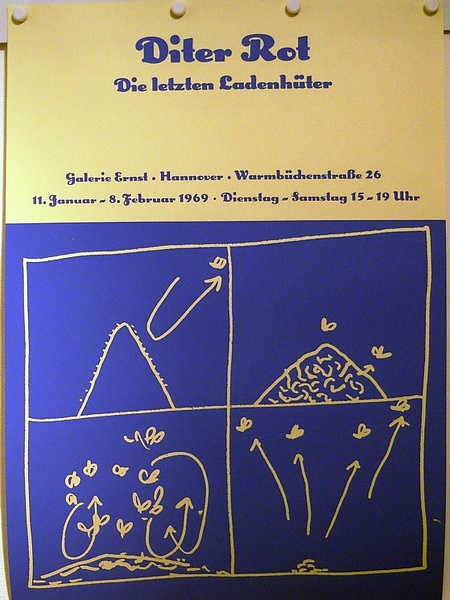 Diter Rot
Die letzten Ladenhüter
Galerie Ernst · Hannover · Warmbüchenstraße 26
11. Januar – 8. Februar 1969 · Dienstag – Samstag 15 – 19 Uhr